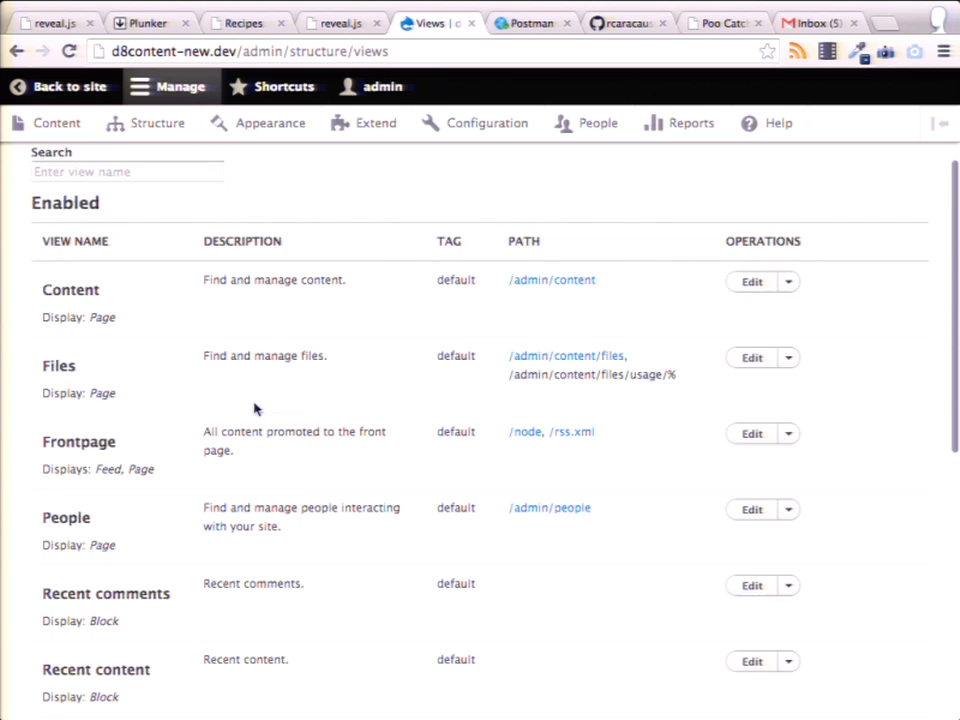 reveal.js
Plunker
Recipes
reveal.js
Views | d
Postman
rcaracaus
Poo Catc
Inbox (5)
d8content-new.dev/admin/structure/views
Back to site
Manage
Shortcuts
admin
Content
Structure
Appearance
Extend
Configuration
People
Reports
Help
Search
Enter view name
Enabled
VIEW NAME DESCRIPTION TAG PATH OPERATIONS
Content
Display: Page
Find and manage content.
default
/admin/content
Edit
Files
Display: Page
Find and manage files.
default
/admin/content/files,
/admin/content/files/usage/%
Edit
Frontpage
Displays: Feed, Page
All content promoted to the front
page.
default
/node, /rss.xml
Edit
People
Display: Page
Find and manage people interacting
with your site.
default
/admin/people
Edit
Recent comments
Display: Block
Recent comments.
default
Edit
Recent content
Display: Block
Recent content.
default
Edit